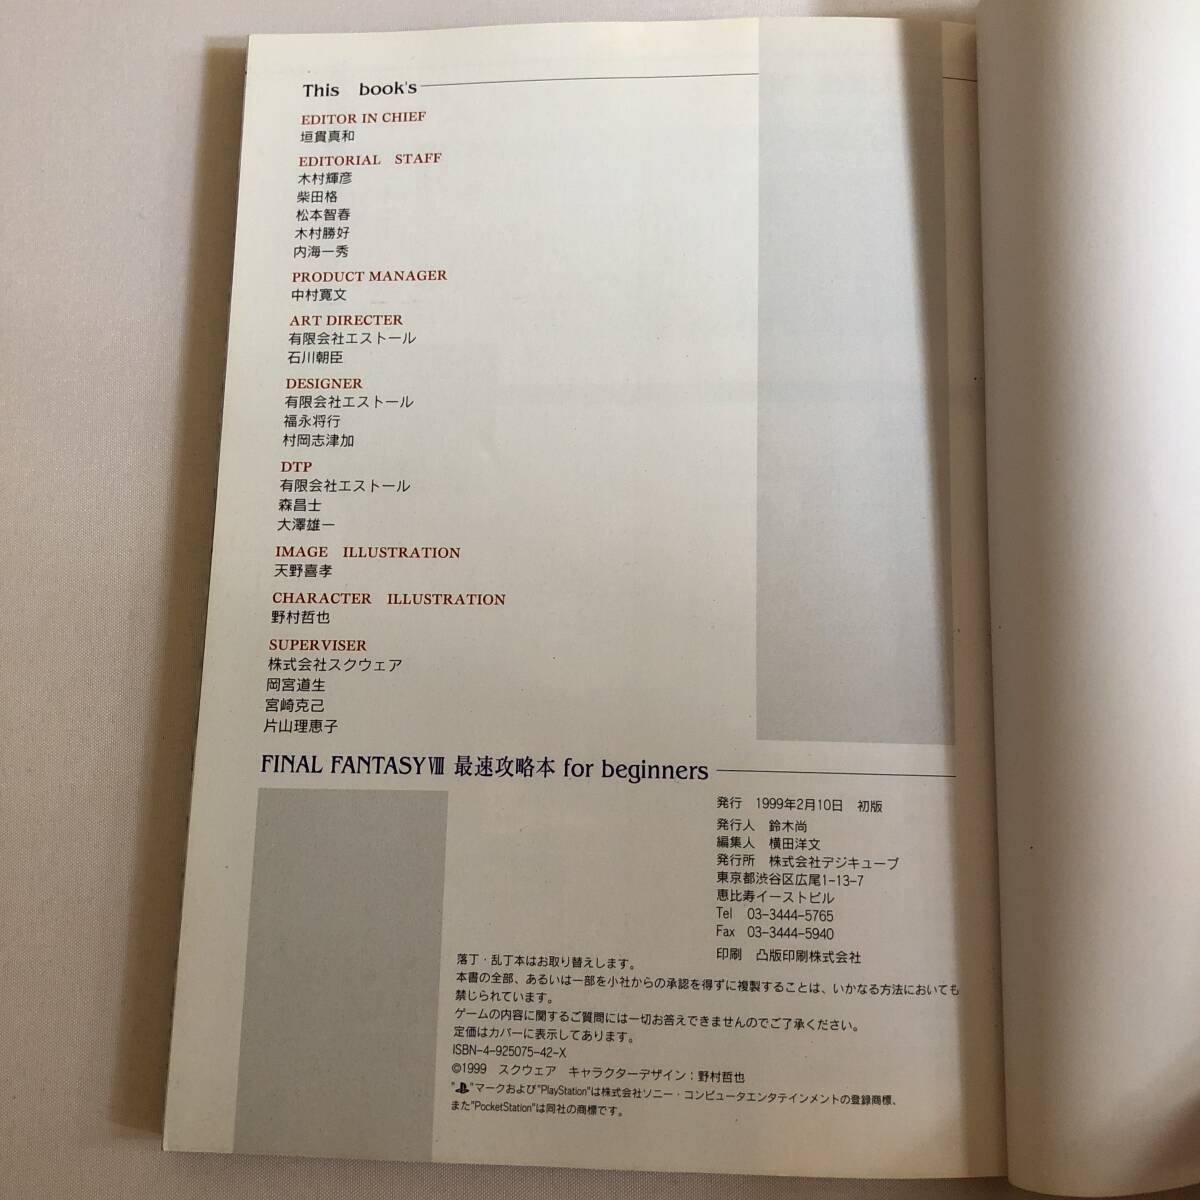 This book's
EDITOR IN CHIEF
垣貫真和
EDITORIAL STAFF
木村輝彦
柴田格
松本智春
木村勝好
内海一秀
PRODUCT MANAGER
中村寛文
ART DIRECTER
有限会社エストール
石川朝臣
DESIGNER
有限会社エストール
福永将行
村岡志津加
DTP
有限会社エストール
森昌士
大澤雄一
IMAGE ILLUSTRATION
天野喜孝
CHARACTER ILLUSTRATION
野村哲也
SUPERVISER
株式会社スクウェア
岡宮道生
宮崎克己
片山理恵子
FINAL FANTASY Ⅷ 最速攻略本 for beginners
発行 1999年2月10日 初版
発行人 鈴木尚
編集人 横田洋文
発行所 株式会社デジキューブ
東京都渋谷区広尾1-13-7
恵比寿イーストビル
Tel 03-3444-5765
Fax 03-3444-5940
印刷 凸版印刷株式会社
落丁・乱丁本はお取り替えします。
本書の全部、あるいは一部を小社からの承認を得ずに複製することは、いかなる方法においても
禁じられています。
ゲームの内容に関するご質問には一切お答えできませんのでご了承ください。
定価はカバーに表示してあります。
ISBN-4-925075-42-X
©1999 スクウェア キャラクターデザイン：野村哲也
"マークおよび"PlayStation"は株式会社ソニー・コンピュータエンタテインメントの登録商標、
また"PocketStation"は同社の商標です。